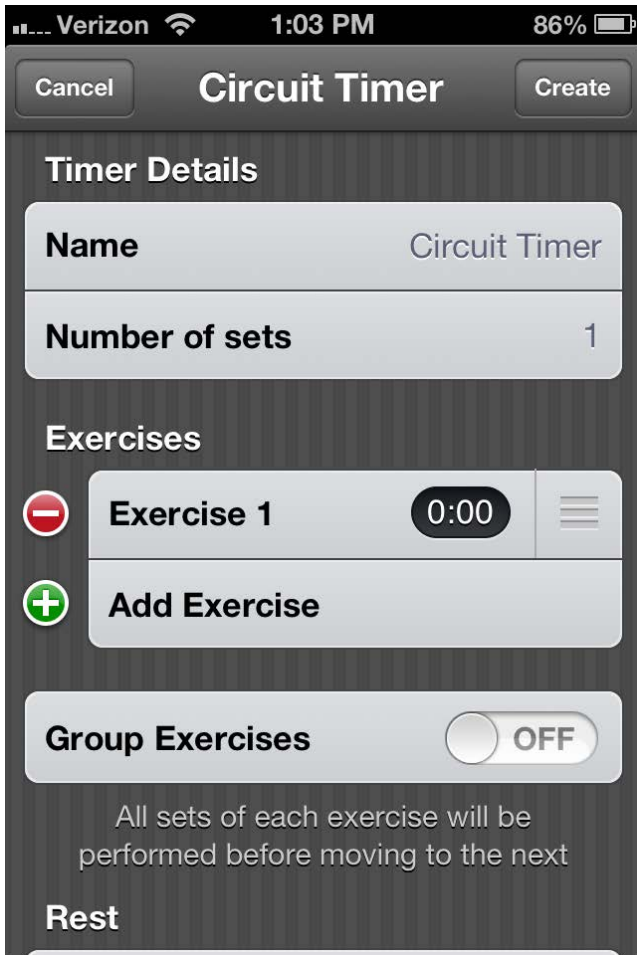 Verizon 1:03 PM 86%
Cancel Circuit Timer Create
Timer Details
Name Circuit Timer
Number of sets 1
Exercises
Exercise 1 0:00
Add Exercise
Group Exercises OFF
All sets of each exercise will be
performed before moving to the next
Rest